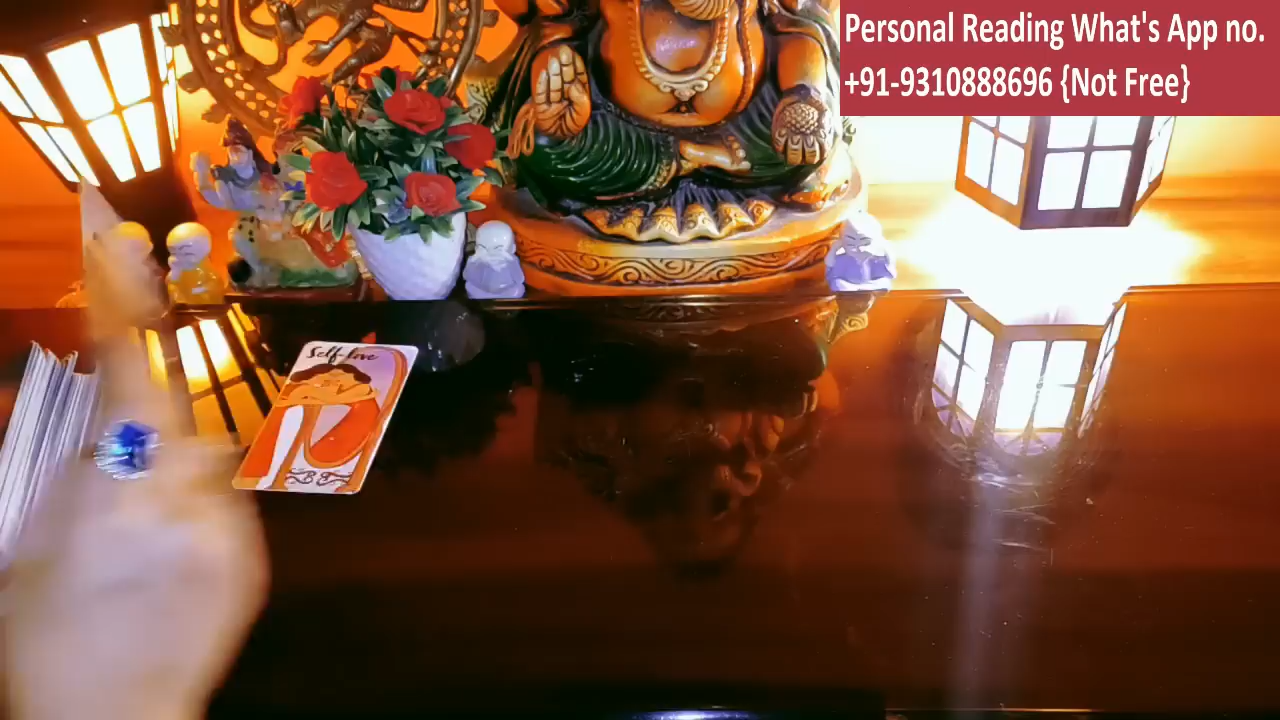 Personal Reading What's App no.
+91-9310888696 {Not Free}
Self-love